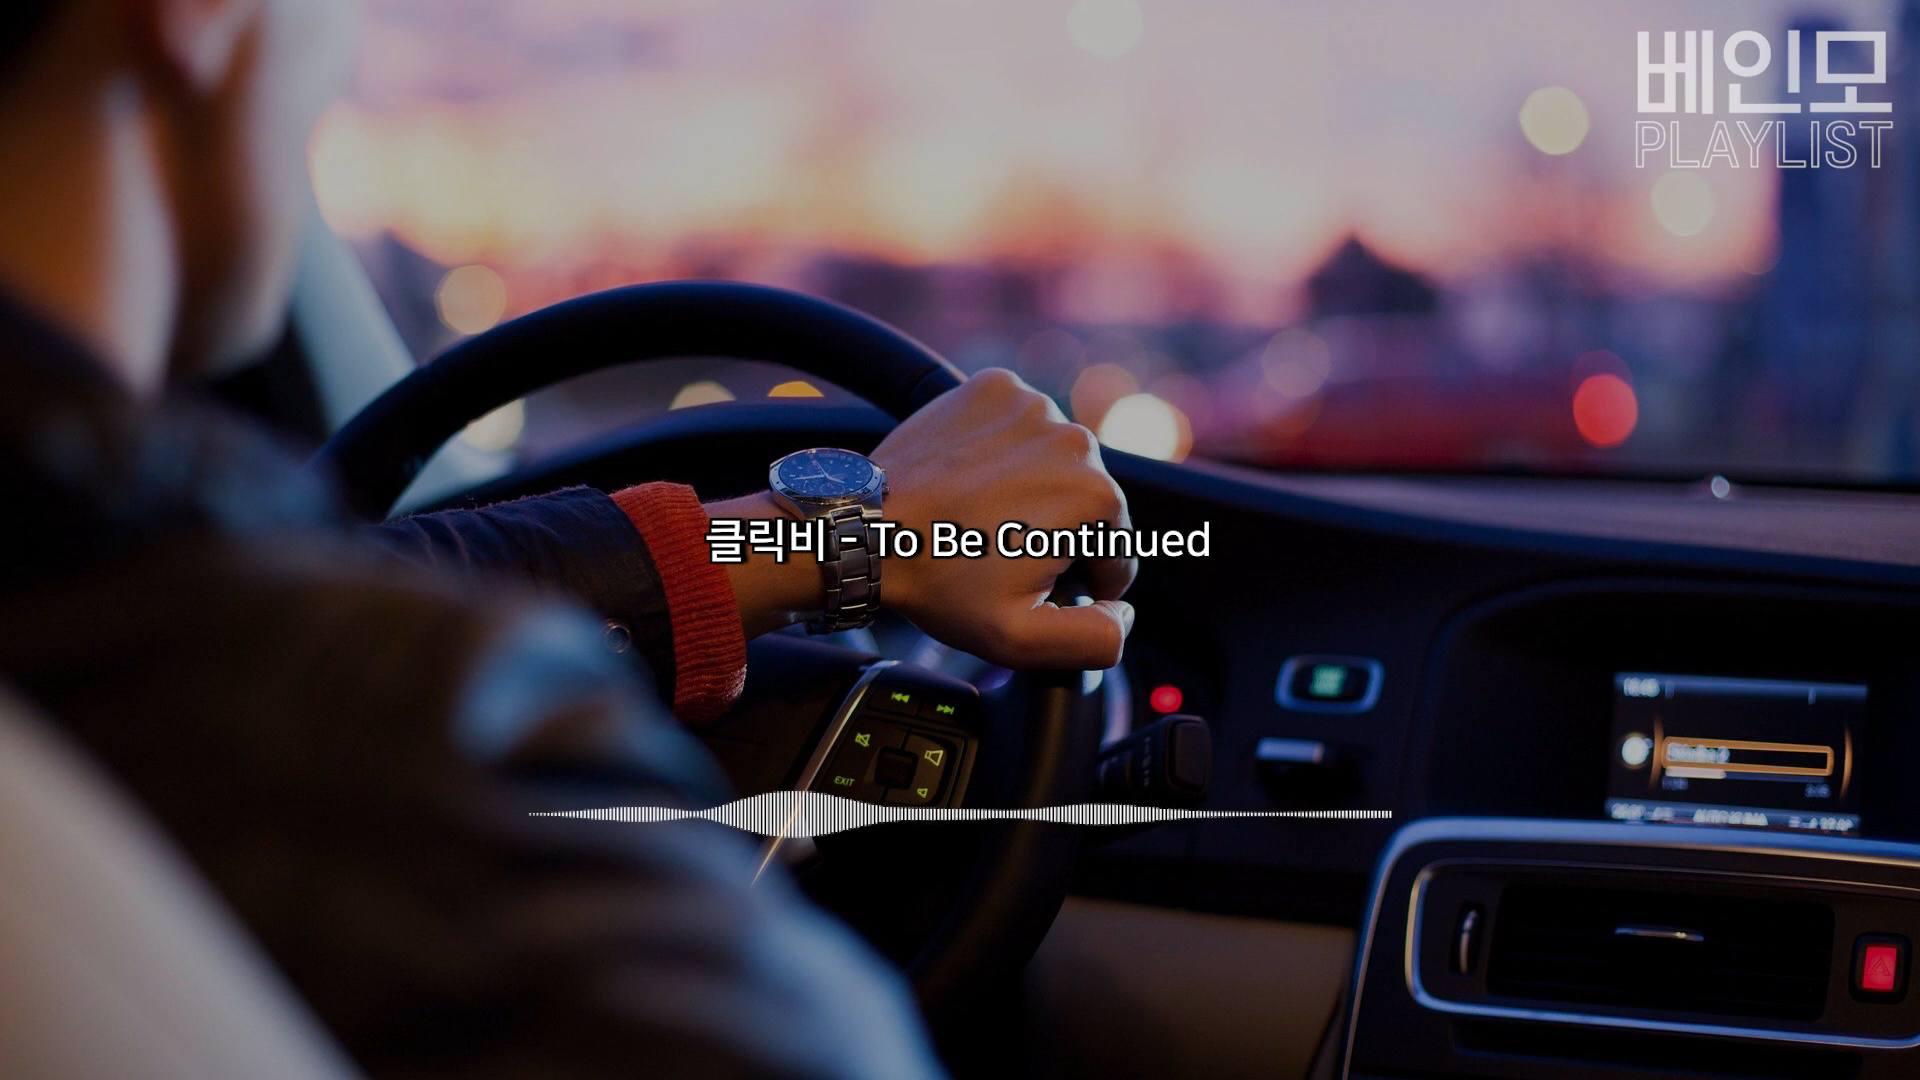 베인모
PLAYLIST
클릭비 - To Be Continued
EXIT